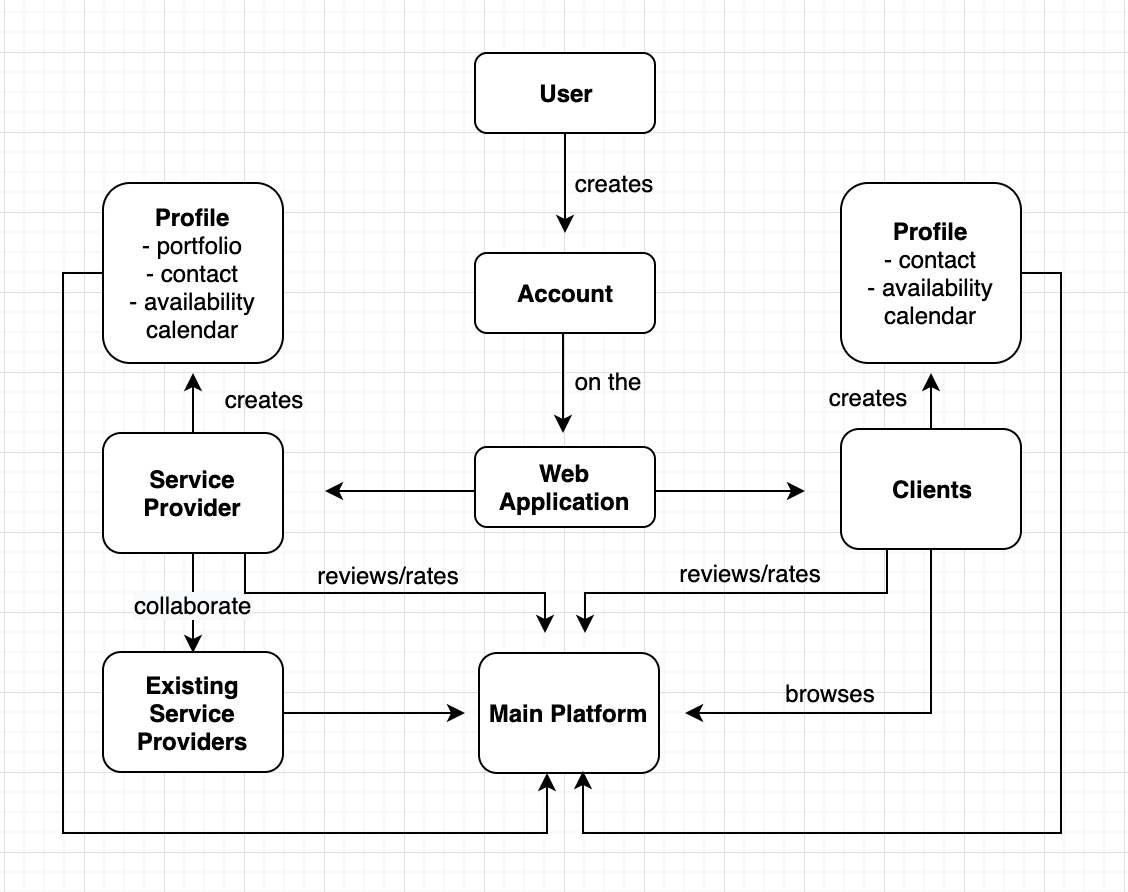 User
creates
Profile
- portfolio
- contact
- availability
calendar
Account
Profile
- contact
- availability
calendar
on the
creates
creates
Service
Provider
Web
Application
Clients
reviews/rates
reviews/rates
collaborate
Existing
Service
Providers
Main Platform
browses